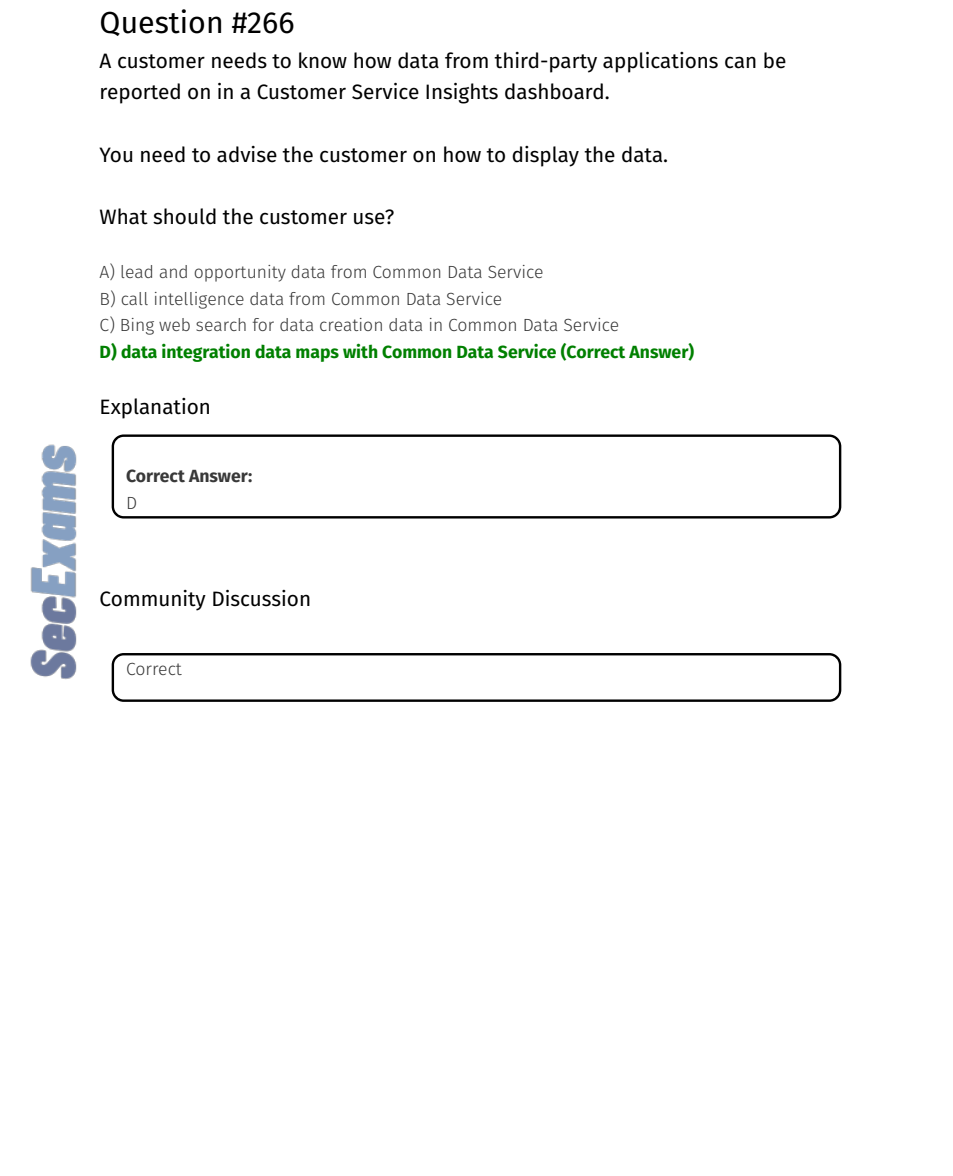 Question #266
A customer needs to know how data from third-party applications can be
reported on in a Customer Service Insights dashboard.
You need to advise the customer on how to display the data.
What should the customer use?
A) lead and opportunity data from Common Data Service
B) call intelligence data from Common Data Service
C) Bing web search for data creation data in Common Data Service
D) data integration data maps with Common Data Service (Correct Answer)
Explanation
Correct Answer:
D
SecExams
Community Discussion
Correct